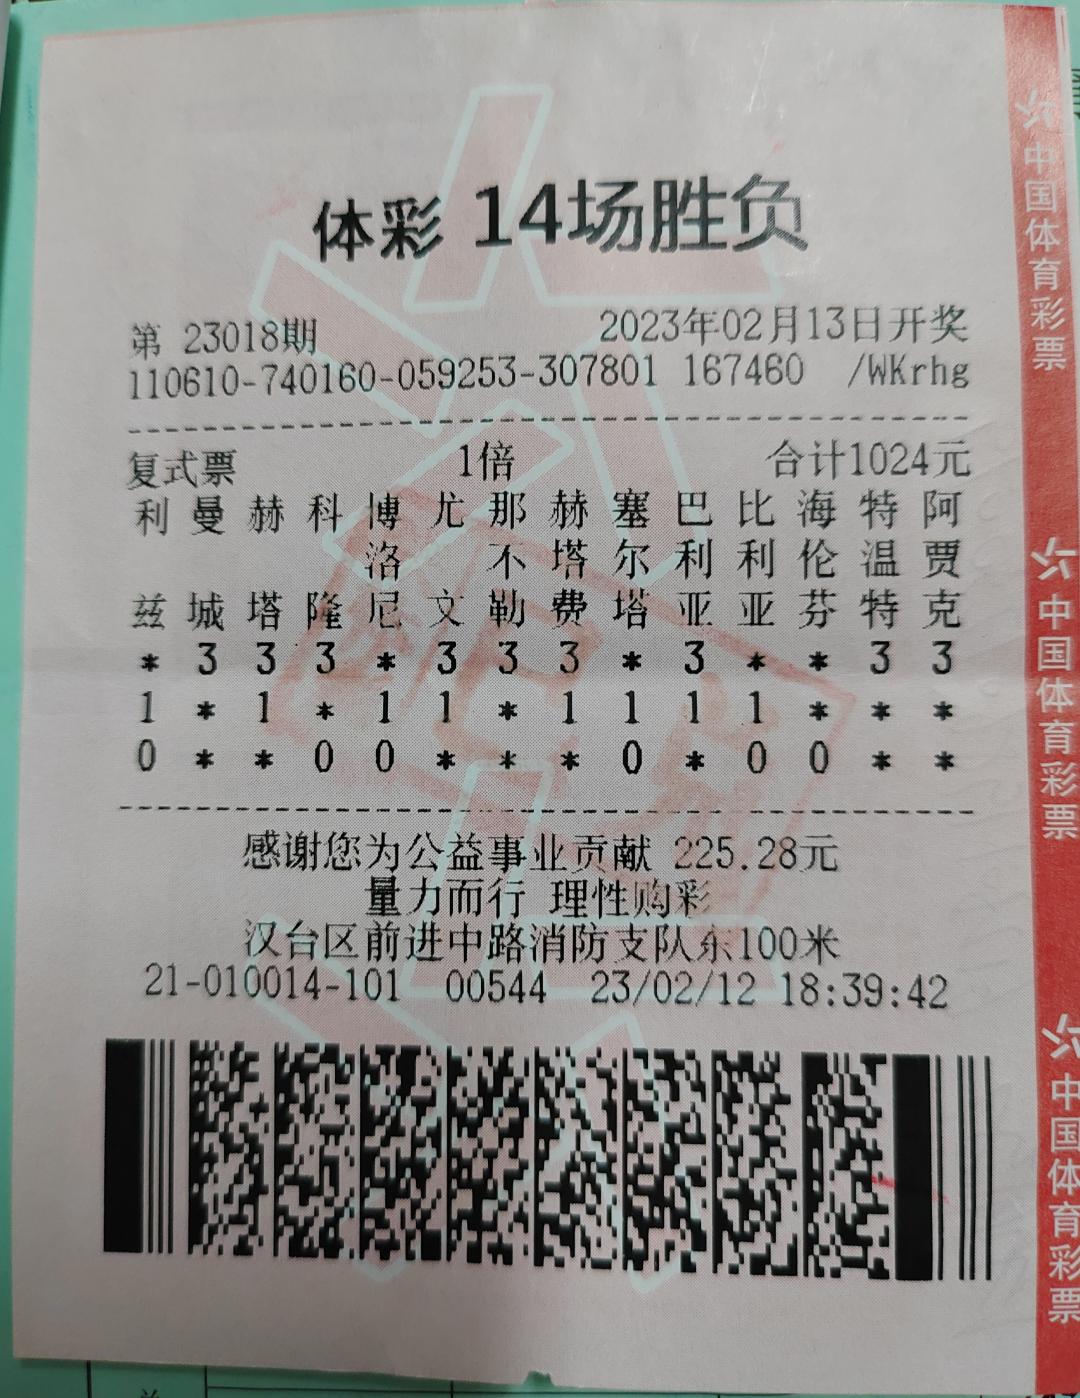 体彩 14场胜负
第 23018期 2023年02月13日开奖
110610-740160-059253-307801 167460 /WKrhg
复式票 1倍 合计1024元
利 曼 赫 科 博 尤 那 赫 塞 巴 比 海 特 阿
洛 不 塔 尔 利 利 伦 温 贾
兹 城 塔 隆 尼 文 勒 费 塔 亚 亚 芬 特 克
* 3 3 3 * 3 3 3 * 3 * * 3 3
1 * 1 * 1 1 * 1 1 1 1 * * *
0 * * 0 0 * * * 0 * 0 0 * *
感谢您为公益事业贡献 225.28元
量力而行 理性购彩
汉台区前进中路消防支队东100米
21-010014-101 00544 23/02/12 18:39:42
中国体育彩票
中国体育彩票
中国体育彩票